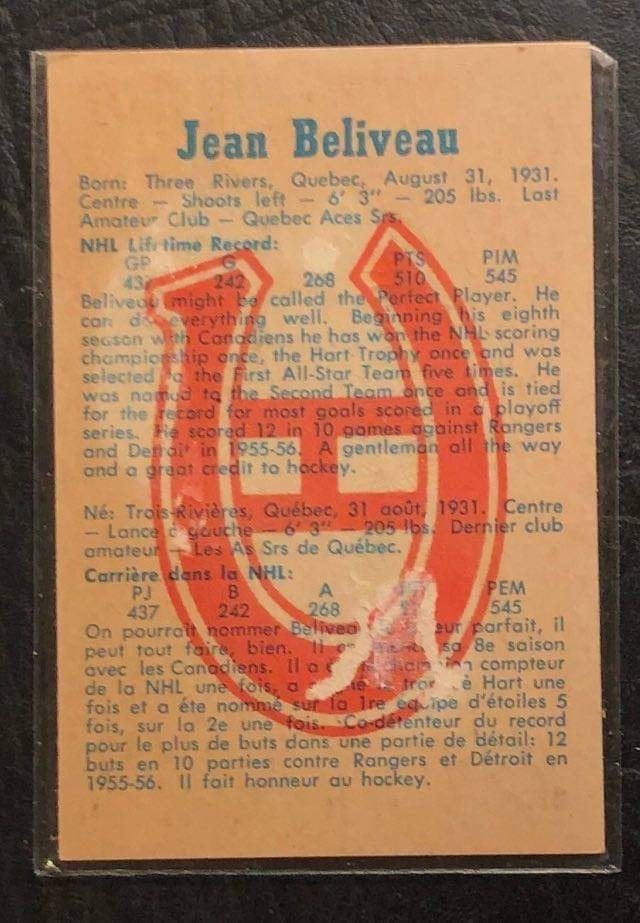 Jean Beliveau
Born: Three Rivers, Quebec, August 31, 1931.
Centre — Shoots left — 6' 3" — 205 lbs. Last
Amateur Club — Quebec Aces Srs.
NHL Lifetime Record:
GP G PTS PIM
437 242 268 510 545
Beliveau might be called the Perfect Player. He
can do everything well. Beginning his eighth
season with Canadiens he has won the NHL scoring
championship once, the Hart Trophy once and was
selected to the First All-Star Team five times. He
was named to the Second Team once and is tied
for the record for most goals scored in a playoff
series. He scored 12 in 10 games against Rangers
and Detroit in 1955-56. A gentleman all the way
and a great credit to hockey.
Né: Trois-Rivières, Québec, 31 août, 1931. Centre
— Lance à gauche — 6' 3" — 205 lbs. Dernier club
amateur — Les As Srs de Québec.
Carrière dans la NHL:
PJ B A PEM
437 242 268 545
On pourrait nommer Beliveau parfait, il
peut tout faire, bien. Il sa 8e saison
avec les Canadiens. Il a compteur
de la NHL une fois, a Hart une
fois et a éte nommé sur la 1re équipe d'étoiles 5
fois, sur la 2e une fois. Co-détenteur du record
pour le plus de buts dans une partie de détail: 12
buts en 10 parties contre Rangers et Détroit en
1955-56. Il fait honneur au hockey.